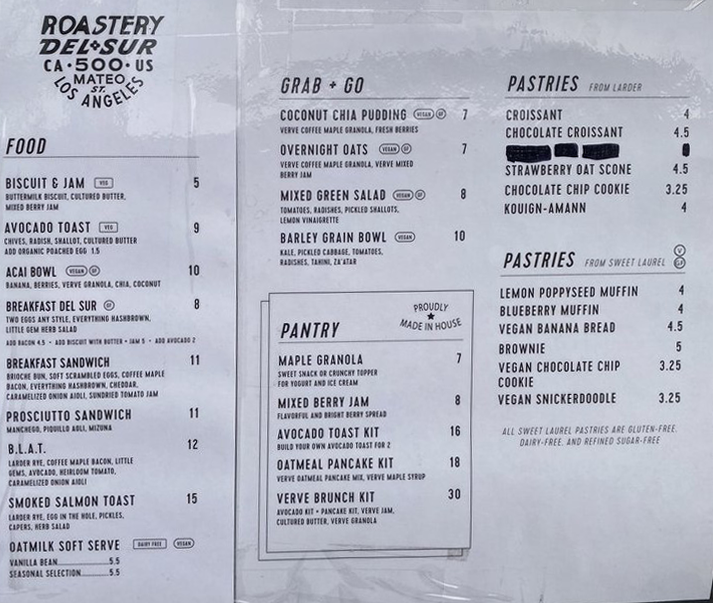 ROASTERY
DEL SUR
CA · 500 · US
MATEO
ST.
LOS ANGELES
FOOD
BISCUIT & JAM VEG 5
BUTTERMILK BISCUIT, CULTURED BUTTER,
MIXED BERRY JAM
AVOCADO TOAST VEG 9
CHIVES, RADISH, SHALLOT, CULTURED BUTTER
ADD ORGANIC POACHED EGG 1.5
ACAI BOWL VEGAN GF 10
BANANA, BERRIES, VERVE GRANOLA, CHIA, COCONUT
BREAKFAST DEL SUR GF 8
TWO EGGS ANY STYLE, EVERYTHING HASHBROWN,
LITTLE GEM HERB SALAD
ADD BACON 4.5 • ADD BISCUIT WITH BUTTER + JAM 5 • ADD AVOCADO 2
BREAKFAST SANDWICH 11
BRIOCHE BUN, SOFT SCRAMBLED EGGS, COFFEE MAPLE
BACON, EVERYTHING HASHBROWN, CHEDDAR,
CARAMELIZED ONION AIOLI, SUNDRIED TOMATO JAM
PROSCIUTTO SANDWICH 11
MANCHEGO, PIQUILLO AOLI, MIZUNA
B.L.A.T. 12
LARDER RYE, COFFEE MAPLE BACON, LITTLE
GEMS, AVOCADO, HEIRLOOM TOMATO,
CARAMELIZED ONION AIOLI
SMOKED SALMON TOAST 15
LARDER RYE, EGG IN THE HOLE, PICKLES,
CAPERS, HERB SALAD
OATMILK SOFT SERVE DAIRY FREE VEGAN
VANILLA BEAN 5.5
SEASONAL SELECTION 5.5
GRAB + GO
COCONUT CHIA PUDDING VEGAN GF 7
VERVE COFFEE MAPLE GRANOLA, FRESH BERRIES
OVERNIGHT OATS VEGAN GF 7
VERVE COFFEE MAPLE GRANOLA, VERVE MIXED
BERRY JAM
MIXED GREEN SALAD VEGAN GF 8
TOMATOES, RADISHES, PICKLED SHALLOTS,
LEMON VINAIGRETTE
BARLEY GRAIN BOWL VEGAN 10
KALE, PICKLED CABBAGE, TOMATOES,
RADISHES, TAHINI, ZA'ATAR
PROUDLY
MADE IN HOUSE
PANTRY
MAPLE GRANOLA 7
SWEET SNACK OR CRUNCHY TOPPER
FOR YOGURT AND ICE CREAM
MIXED BERRY JAM 8
FLAVORFUL AND BRIGHT BERRY SPREAD
AVOCADO TOAST KIT 16
BUILD YOUR OWN AVOCADO TOAST FOR 2
OATMEAL PANCAKE KIT 18
VERVE OATMEAL PANCAKE MIX, VERVE MAPLE SYRUP
VERVE BRUNCH KIT 30
AVOCADO KIT + PANCAKE KIT, VERVE JAM,
CULTURED BUTTER, VERVE GRANOLA
PASTRIES FROM LARDER
CROISSANT 4
CHOCOLATE CROISSANT 4.5
STRAWBERRY OAT SCONE 4.5
CHOCOLATE CHIP COOKIE 3.25
KOUIGN-AMANN 4
PASTRIES FROM SWEET LAUREL V GF
LEMON POPPYSEED MUFFIN 4
BLUEBERRY MUFFIN 4
VEGAN BANANA BREAD 4.5
BROWNIE 5
VEGAN CHOCOLATE CHIP 3.25
COOKIE
VEGAN SNICKERDOODLE 3.25
ALL SWEET LAUREL PASTRIES ARE GLUTEN-FREE,
DAIRY-FREE, AND REFINED SUGAR-FREE